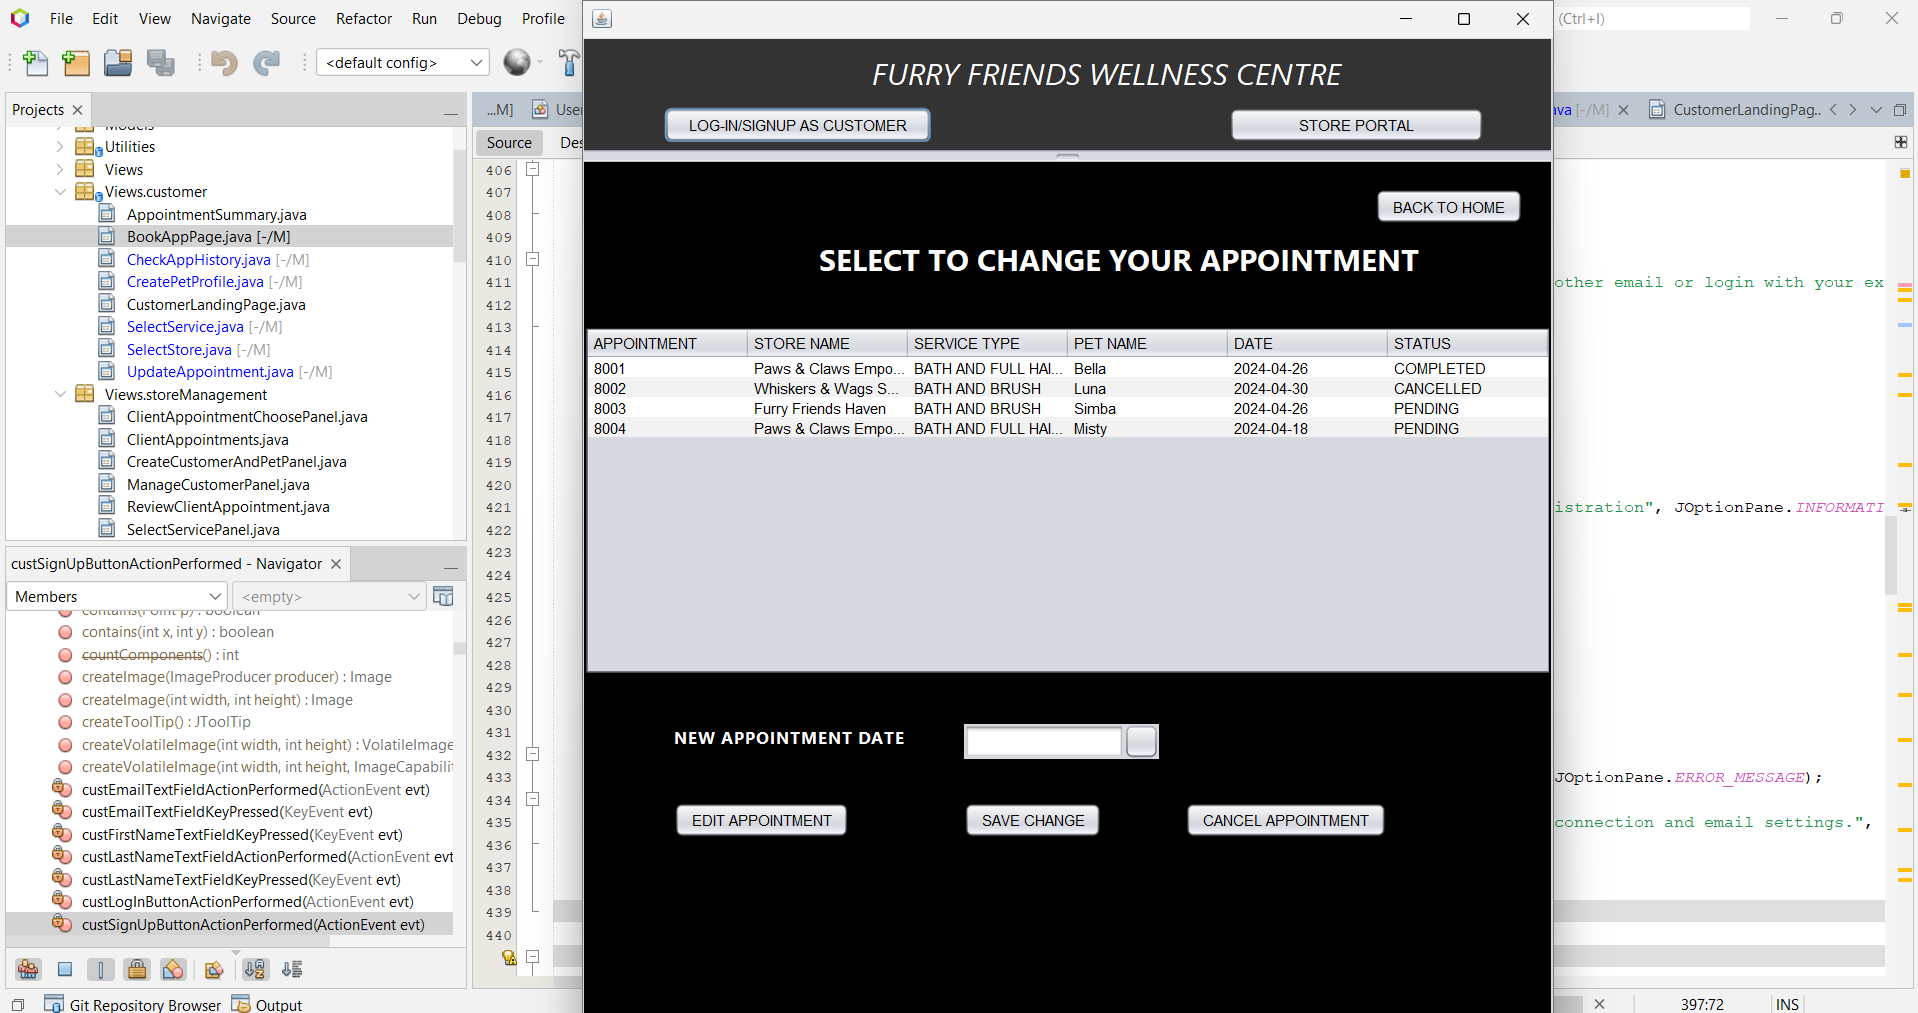 File Edit View Navigate Source Refactor Run Debug Profile
(Ctrl+I)
<default config>
Projects
Models
Utilities
Views
Views.customer
AppointmentSummary.java
BookAppPage.java [-/M]
CheckAppHistory.java [-/M]
CreatePetProfile.java [-/M]
CustomerLandingPage.java
SelectService.java [-/M]
SelectStore.java [-/M]
UpdateAppointment.java [-/M]
Views.storeManagement
ClientAppointmentChoosePanel.java
ClientAppointments.java
CreateCustomerAndPetPanel.java
ManageCustomerPanel.java
ReviewClientAppointment.java
SelectServicePanel.java
custSignUpButtonActionPerformed - Navigator
Members
<empty>
contains(Point p) : boolean
contains(int x, int y) : boolean
countComponents() : int
createImage(ImageProducer producer) : Image
createImage(int width, int height) : Image
createToolTip() : JToolTip
createVolatileImage(int width, int height) : VolatileImage
createVolatileImage(int width, int height, ImageCapabilit
custEmailTextFieldActionPerformed(ActionEvent evt)
custEmailTextFieldKeyPressed(KeyEvent evt)
custFirstNameTextFieldKeyPressed(KeyEvent evt)
custLastNameTextFieldActionPerformed(ActionEvent evt
custLastNameTextFieldKeyPressed(KeyEvent evt)
custLogInButtonActionPerformed(ActionEvent evt)
custSignUpButtonActionPerformed(ActionEvent evt)
Git Repository Browser
Output
...M]
User
Source
Des
406
407
408
409
410
411
412
413
414
415
416
417
418
419
420
421
422
423
424
425
426
427
428
429
430
431
432
433
434
435
436
437
438
439
440
FURRY FRIENDS WELLNESS CENTRE
LOG-IN/SIGNUP AS CUSTOMER
STORE PORTAL
BACK TO HOME
SELECT TO CHANGE YOUR APPOINTMENT
APPOINTMENT STORE NAME SERVICE TYPE PET NAME DATE STATUS
8001 Paws & Claws Empo... BATH AND FULL HAI... Bella 2024-04-26 COMPLETED
8002 Whiskers & Wags S... BATH AND BRUSH Luna 2024-04-30 CANCELLED
8003 Furry Friends Haven BATH AND BRUSH Simba 2024-04-26 PENDING
8004 Paws & Claws Empo... BATH AND FULL HAI... Misty 2024-04-18 PENDING
NEW APPOINTMENT DATE
EDIT APPOINTMENT
SAVE CHANGE
CANCEL APPOINTMENT
ava [-/M]
CustomerLandingPag...
other email or login with your ex
istration", JOptionPane.INFORMATI
JOptionPane.ERROR_MESSAGE);
connection and email settings.",
397:72
INS